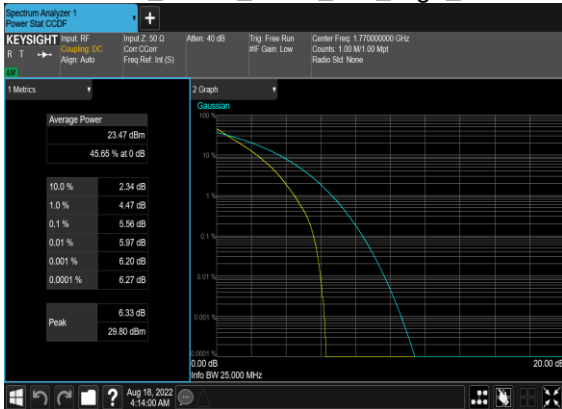 Spectrum Analyzer 1
Power Stat CCDF
KEYSIGHT
R T
Input: RF
Coupling: DC
Align: Auto
Input Z: 50 Ω
Corr CCorr
Freq Ref: Int (S)
Atten: 40 dB
Trig: Free Run
#IF Gain: Low
Center Freq: 1.770000000 GHz
Counts: 1.00 M/1.00 Mpt
Radio Std: None
1 Metrics
Average Power
23.47 dBm
45.65 % at 0 dB
10.0 % 2.34 dB
1.0 % 4.47 dB
0.1 % 5.56 dB
0.01 % 5.97 dB
0.001 % 6.20 dB
0.0001 % 6.27 dB
Peak
6.33 dB
29.80 dBm
2 Graph
Gaussian
100 %
10 %
1 %
0.1 %
0.01 %
0.001 %
0.0001 %
0.00 dB
20.00 dB
Info BW 25.000 MHz
?
Aug 18, 2022
4:14:00 AM